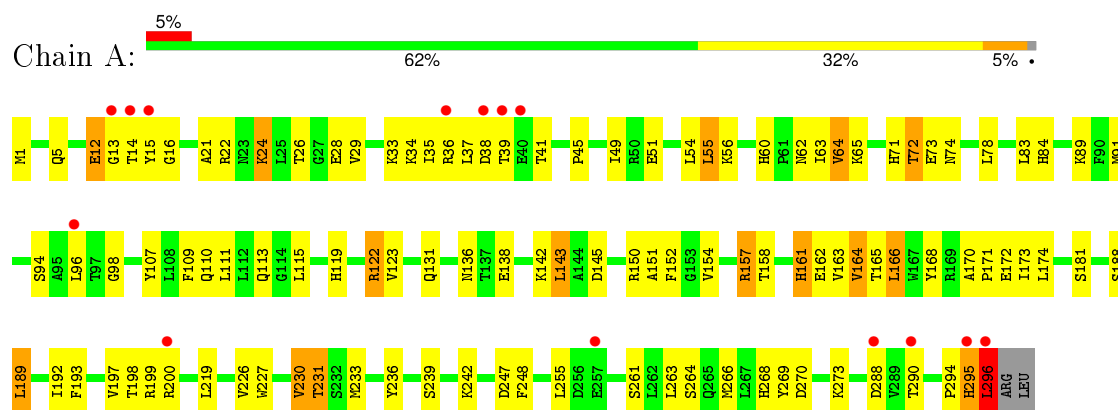 5%
Chain A:
62% 32% 5% •
M1 Q5 E12 G13 T14 Y15 G16 A21 R22 N23 K24 L25 T26 G27 E28 V29 K33 K34 I35 R36 L37 D38 T39 E40 T41 P45 I49 R50 E51 L54 L55 K56 H60 P61 N62 I63 V64 K65 H71 T72 E73 N74 L78 L83 H84 K89 F90 M91
S94 A95 L96 T97 G98 Y107 L108 F109 Q110 L111 L112 Q113 G114 L115 H119 R122 V123 Q131 N136 T137 E138 K142 L143 A144 D145 R150 A151 F152 G153 V154 R157 T158 H161 E162 V163 V164 T165 L166 W167 Y168 R169 A170 P171 E172 I173 L174 S181 S188
L189 I192 F193 V197 T198 R199 R200 L219 V226 W227 V230 T231 S232 M233 Y236 S239 K242 D247 F248 L255 D256 E257 S261 L262 L263 S264 Q265 M266 L267 H268 Y269 D270 K273 D288 V289 T290 P294 H295 L296 ARG LEU